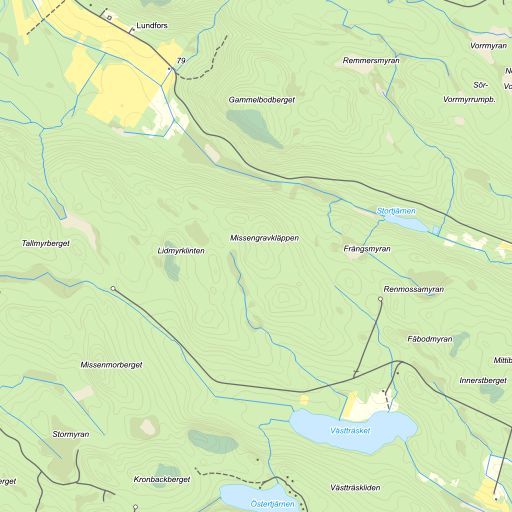 Lundfors
79
Vorrmyran
Remmersmyran
Sör-
Vorrmyrrumpb.
Gammelbodberget
Stortjärnen
Missengravkläppen
Tallmyrberget
Lidmyrklinten
Frängsmyran
Renmossamyran
Fäbodmyran
Missenmorberget
Innerstberget
Västträsket
Stormyran
Kronbackberget
Västträskliden
Östertjärnen